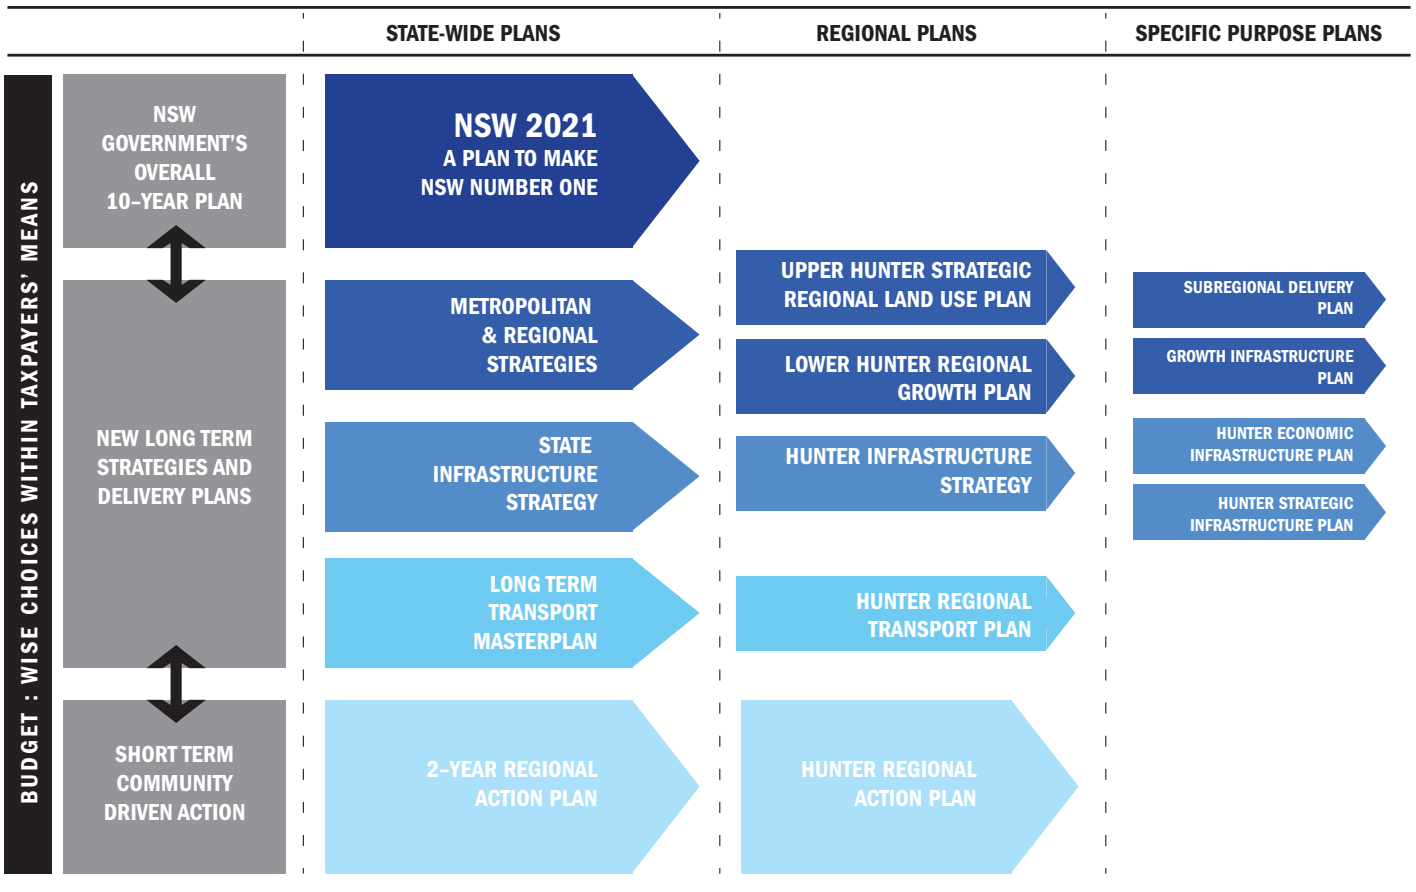 STATE-WIDE PLANS
REGIONAL PLANS
SPECIFIC PURPOSE PLANS
BUDGET : WISE CHOICES WITHIN TAXPAYERS' MEANS
NSW
GOVERNMENT'S
OVERALL
10–YEAR PLAN
NSW 2021
A PLAN TO MAKE
NSW NUMBER ONE
NEW LONG TERM
STRATEGIES AND
DELIVERY PLANS
METROPOLITAN
& REGIONAL
STRATEGIES
UPPER HUNTER STRATEGIC
REGIONAL LAND USE PLAN
LOWER HUNTER REGIONAL
GROWTH PLAN
SUBREGIONAL DELIVERY
PLAN
GROWTH INFRASTRUCTURE
PLAN
STATE
INFRASTRUCTURE
STRATEGY
HUNTER INFRASTRUCTURE
STRATEGY
HUNTER ECONOMIC
INFRASTRUCTURE PLAN
HUNTER STRATEGIC
INFRASTRUCTURE PLAN
LONG TERM
TRANSPORT
MASTERPLAN
HUNTER REGIONAL
TRANSPORT PLAN
SHORT TERM
COMMUNITY
DRIVEN ACTION
2–YEAR REGIONAL
ACTION PLAN
HUNTER REGIONAL
ACTION PLAN